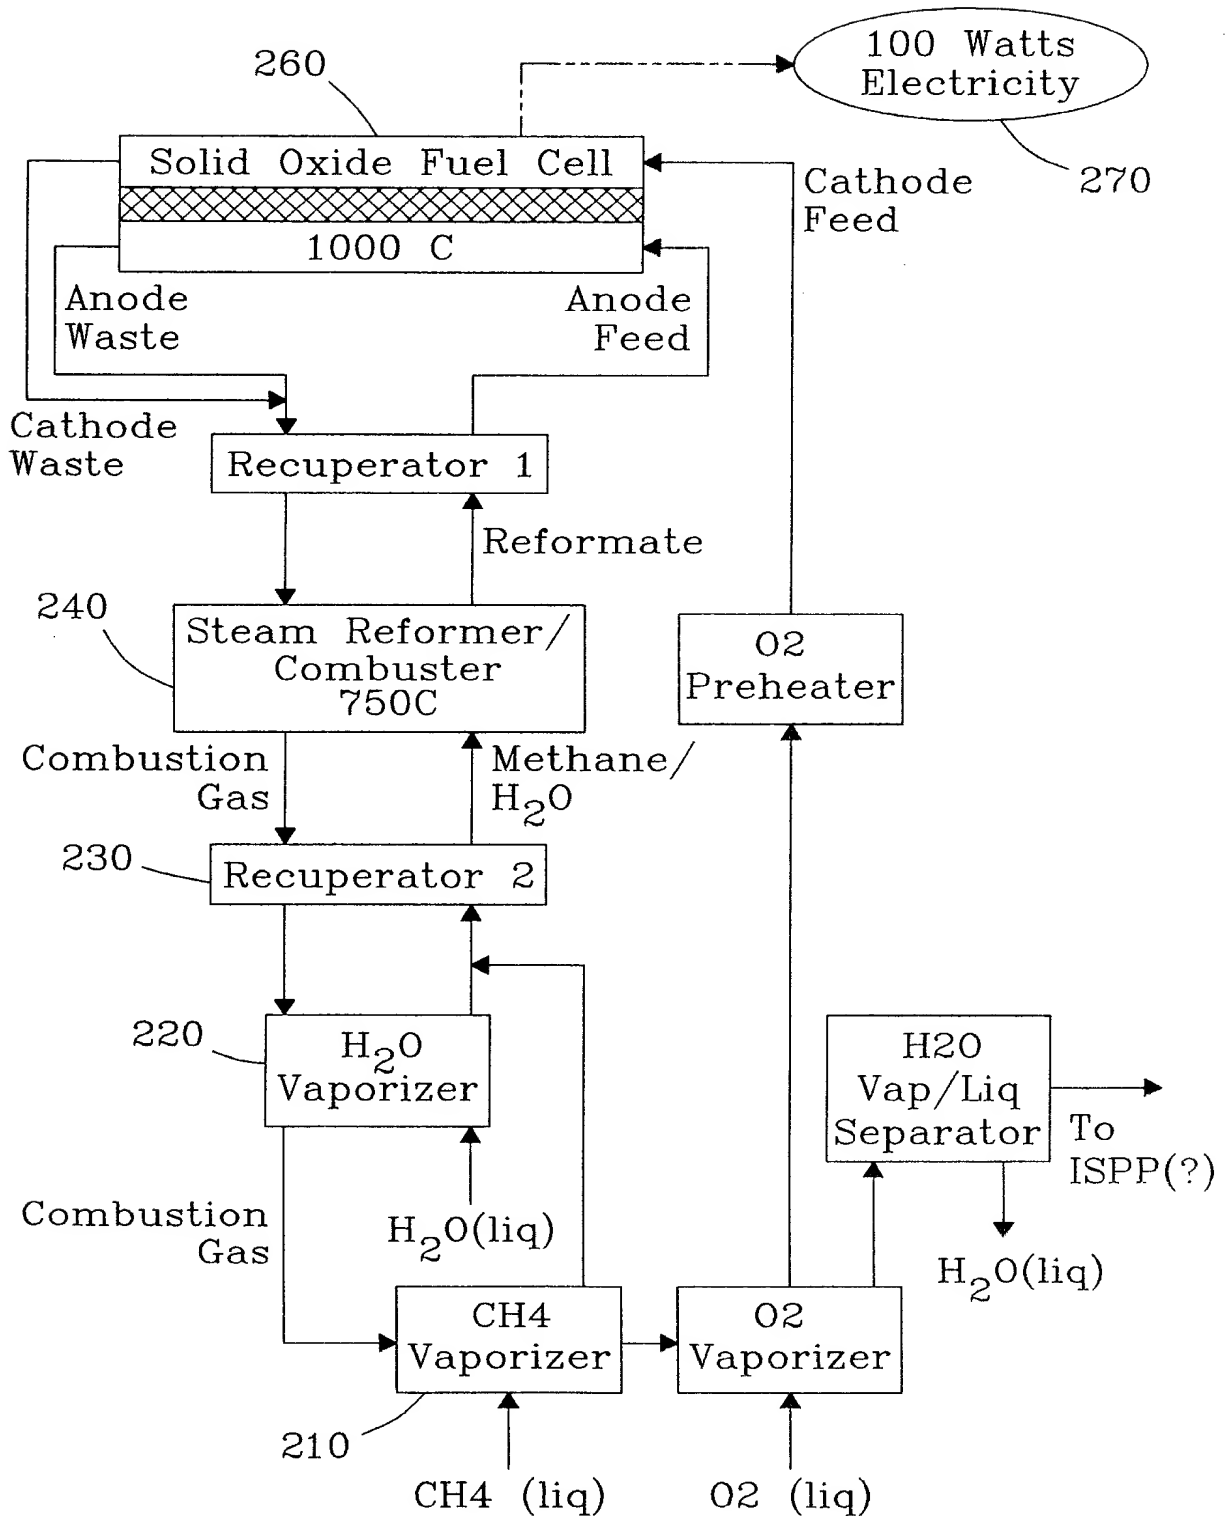 260
100 Watts
Electricity
270
Solid Oxide Fuel Cell
1000 C
Cathode
Feed
Anode
Waste
Anode
Feed
Cathode
Waste
Recuperator 1
Reformate
240
Steam Reformer/
Combuster
750C
O2
Preheater
Combustion
Gas
Methane/
H2O
230
Recuperator 2
220
H2O
Vaporizer
H2O
Vap/Liq
Separator
To
ISPP(?)
Combustion
Gas
H2O(liq)
H2O(liq)
CH4
Vaporizer
O2
Vaporizer
210
CH4 (liq)
O2 (liq)